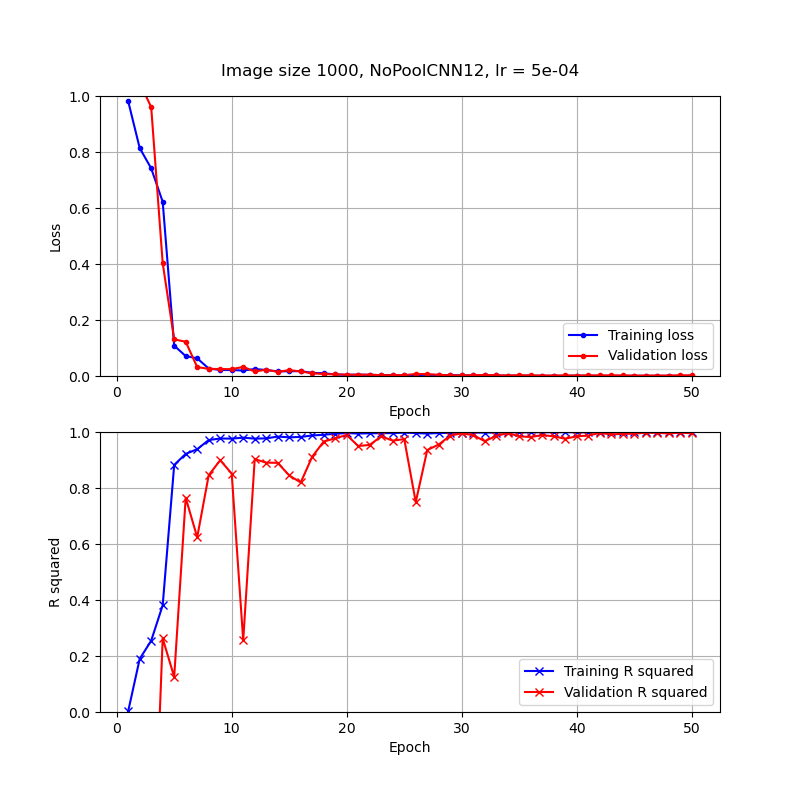 Image size 1000, NoPoolCNN12, lr = 5e-04
1.0
0.8
0.6
0.4
0.2
0.0
Loss
Training loss
Validation loss
0 10 20 30 40 50
Epoch
1.0
0.8
0.6
0.4
0.2
0.0
R squared
Training R squared
Validation R squared
0 10 20 30 40 50
Epoch